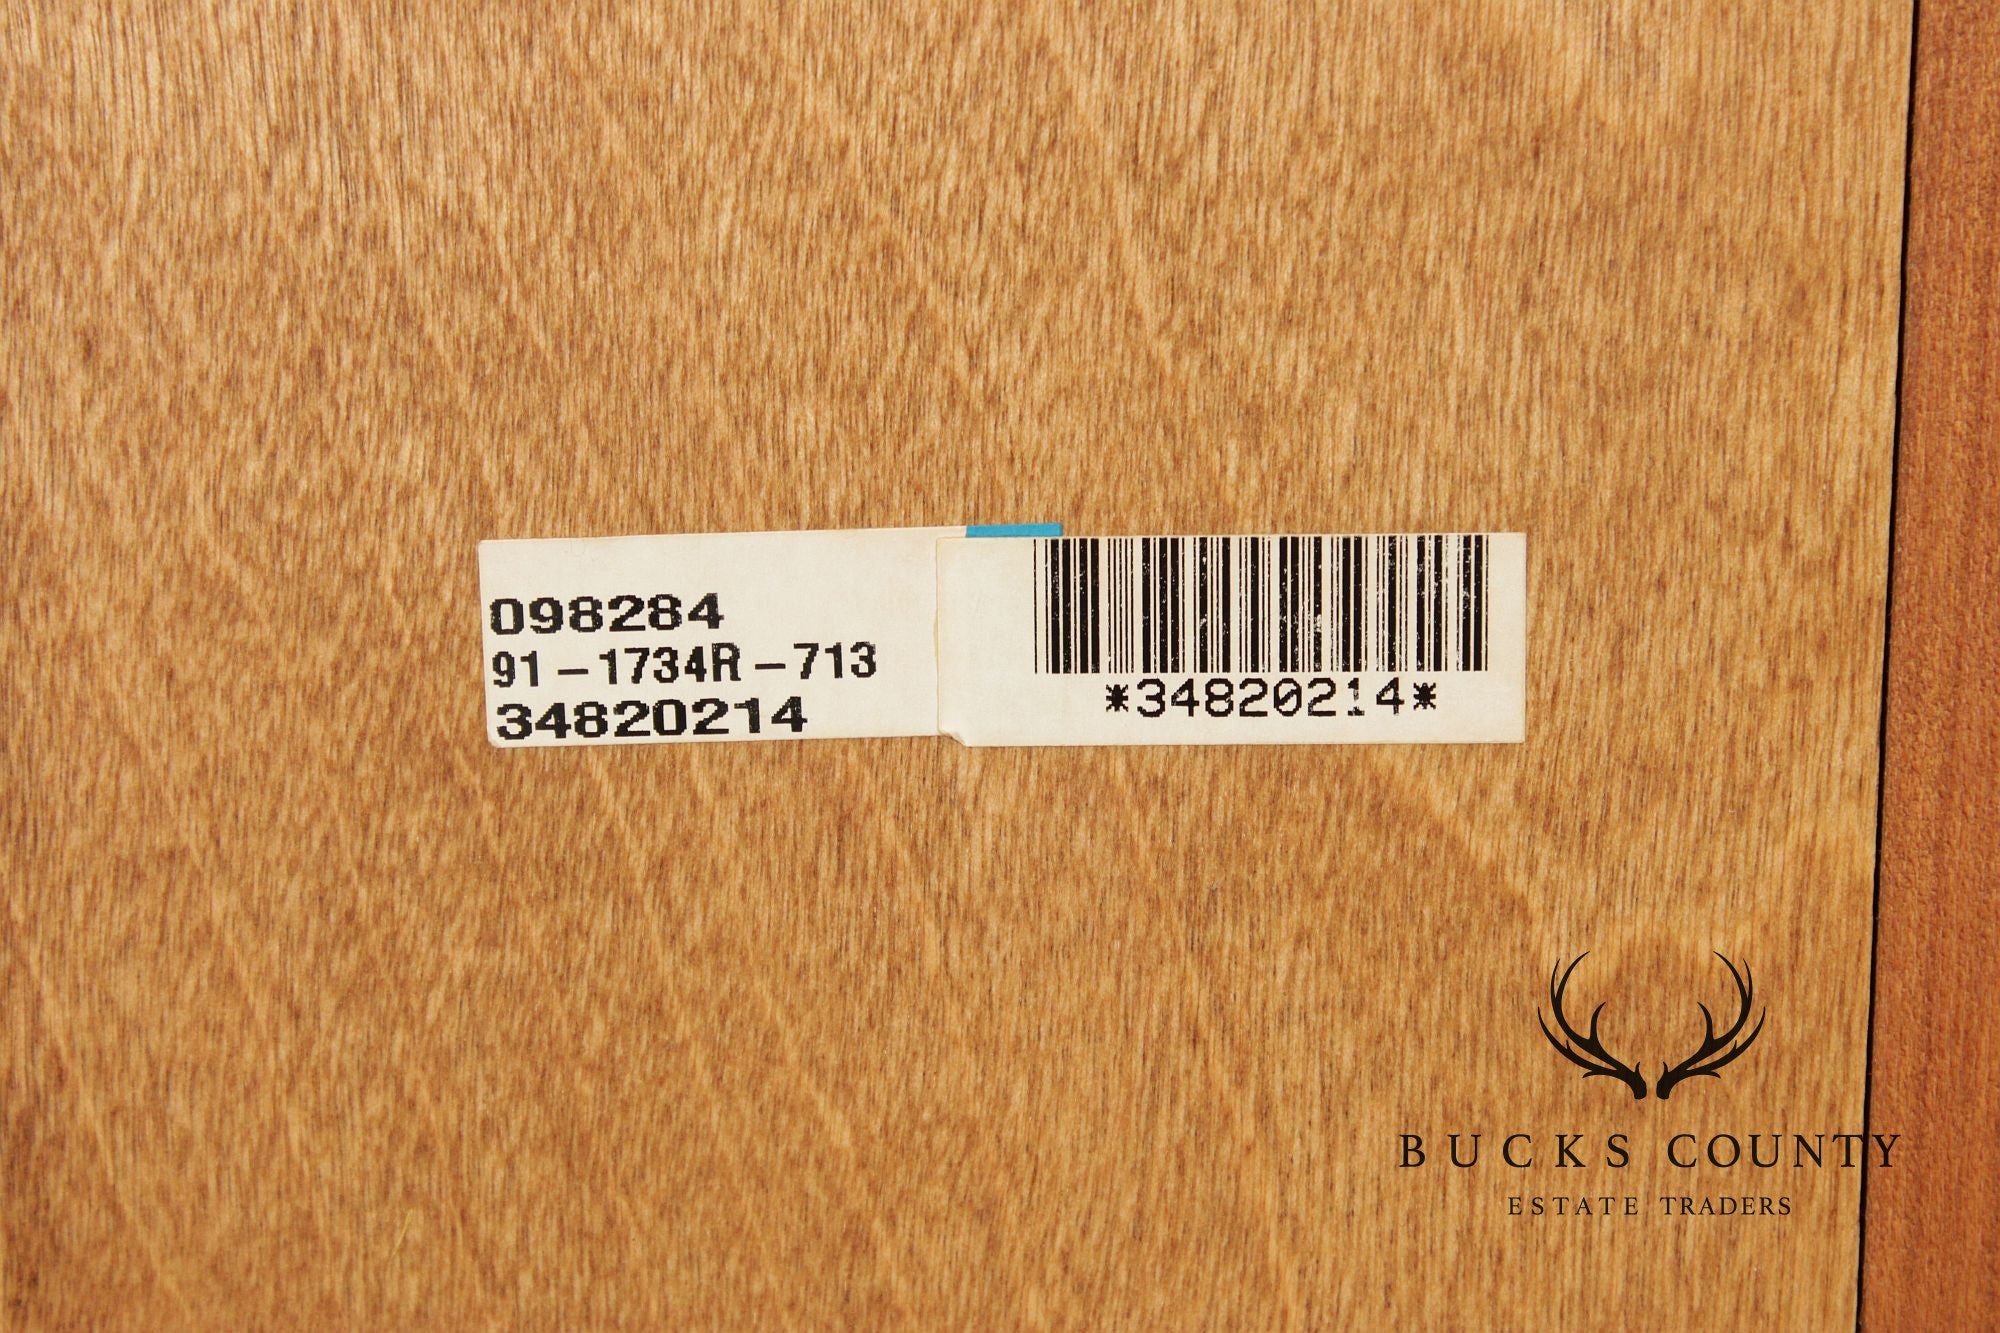 098284
91-1734R-713
34820214
*34820214*
BUCKS COUNTY
ESTATE TRADERS